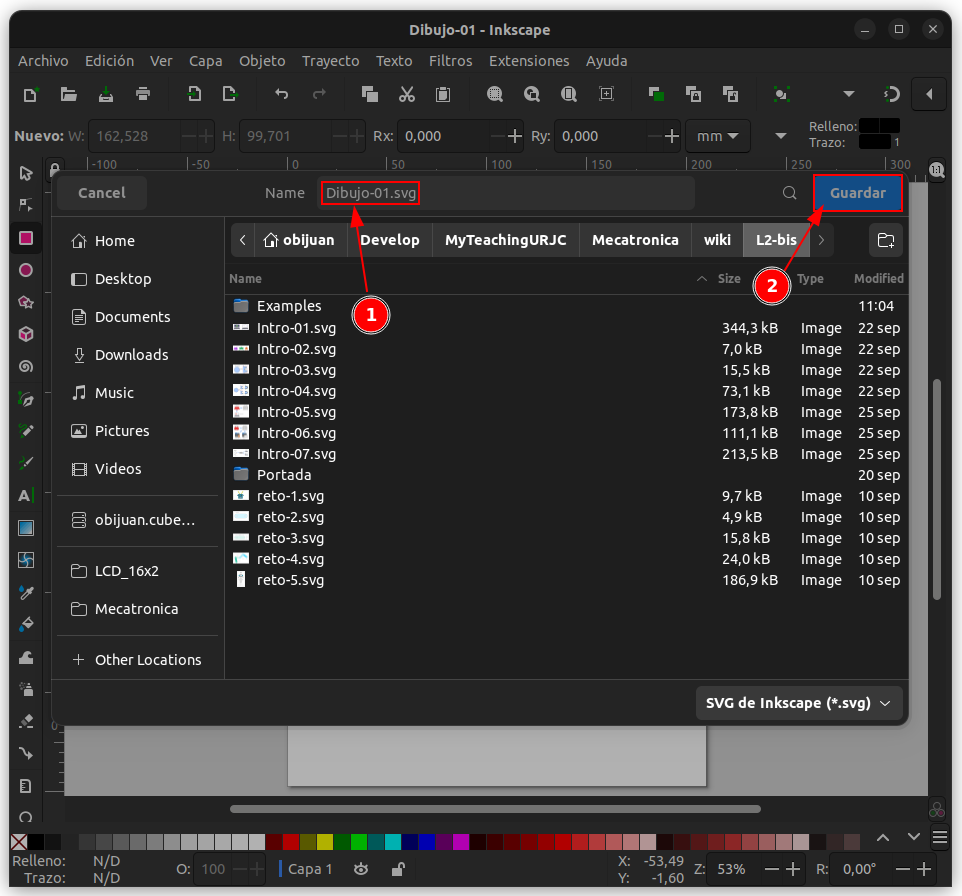 Dibujo-01 - Inkscape
Archivo Edición Ver Capa Objeto Trayecto Texto Filtros Extensiones Ayuda
Nuevo: W: 162,528 H: 99,701 Rx: 0,000 Ry: 0,000 mm Relleno:
Trazo: 1
-100 -50 0 50 100 150 200 250 300
1:1
Cancel Name Dibujo-01.svg Guardar
Home
Desktop
Documents
Downloads
Music
Pictures
Videos
obijuan.cube…
LCD_16x2
Mecatronica
Other Locations
obijuan Develop MyTeachingURJC Mecatronica wiki L2-bis
Name Size Type Modified
1
2
Examples 11:04
Intro-01.svg 344,3 kB Image 22 sep
Intro-02.svg 7,0 kB Image 22 sep
Intro-03.svg 15,5 kB Image 22 sep
Intro-04.svg 73,1 kB Image 22 sep
Intro-05.svg 173,8 kB Image 25 sep
Intro-06.svg 111,1 kB Image 25 sep
Intro-07.svg 213,5 kB Image 25 sep
Portada 20 sep
reto-1.svg 9,7 kB Image 10 sep
reto-2.svg 4,9 kB Image 10 sep
reto-3.svg 15,8 kB Image 10 sep
reto-4.svg 24,0 kB Image 10 sep
reto-5.svg 186,9 kB Image 10 sep
SVG de Inkscape (*.svg)
A
0
Relleno: N/D
Trazo: N/D
O: 100 Capa 1
X: -53,49
Y: -1,60
Z: 53% R: 0,00°